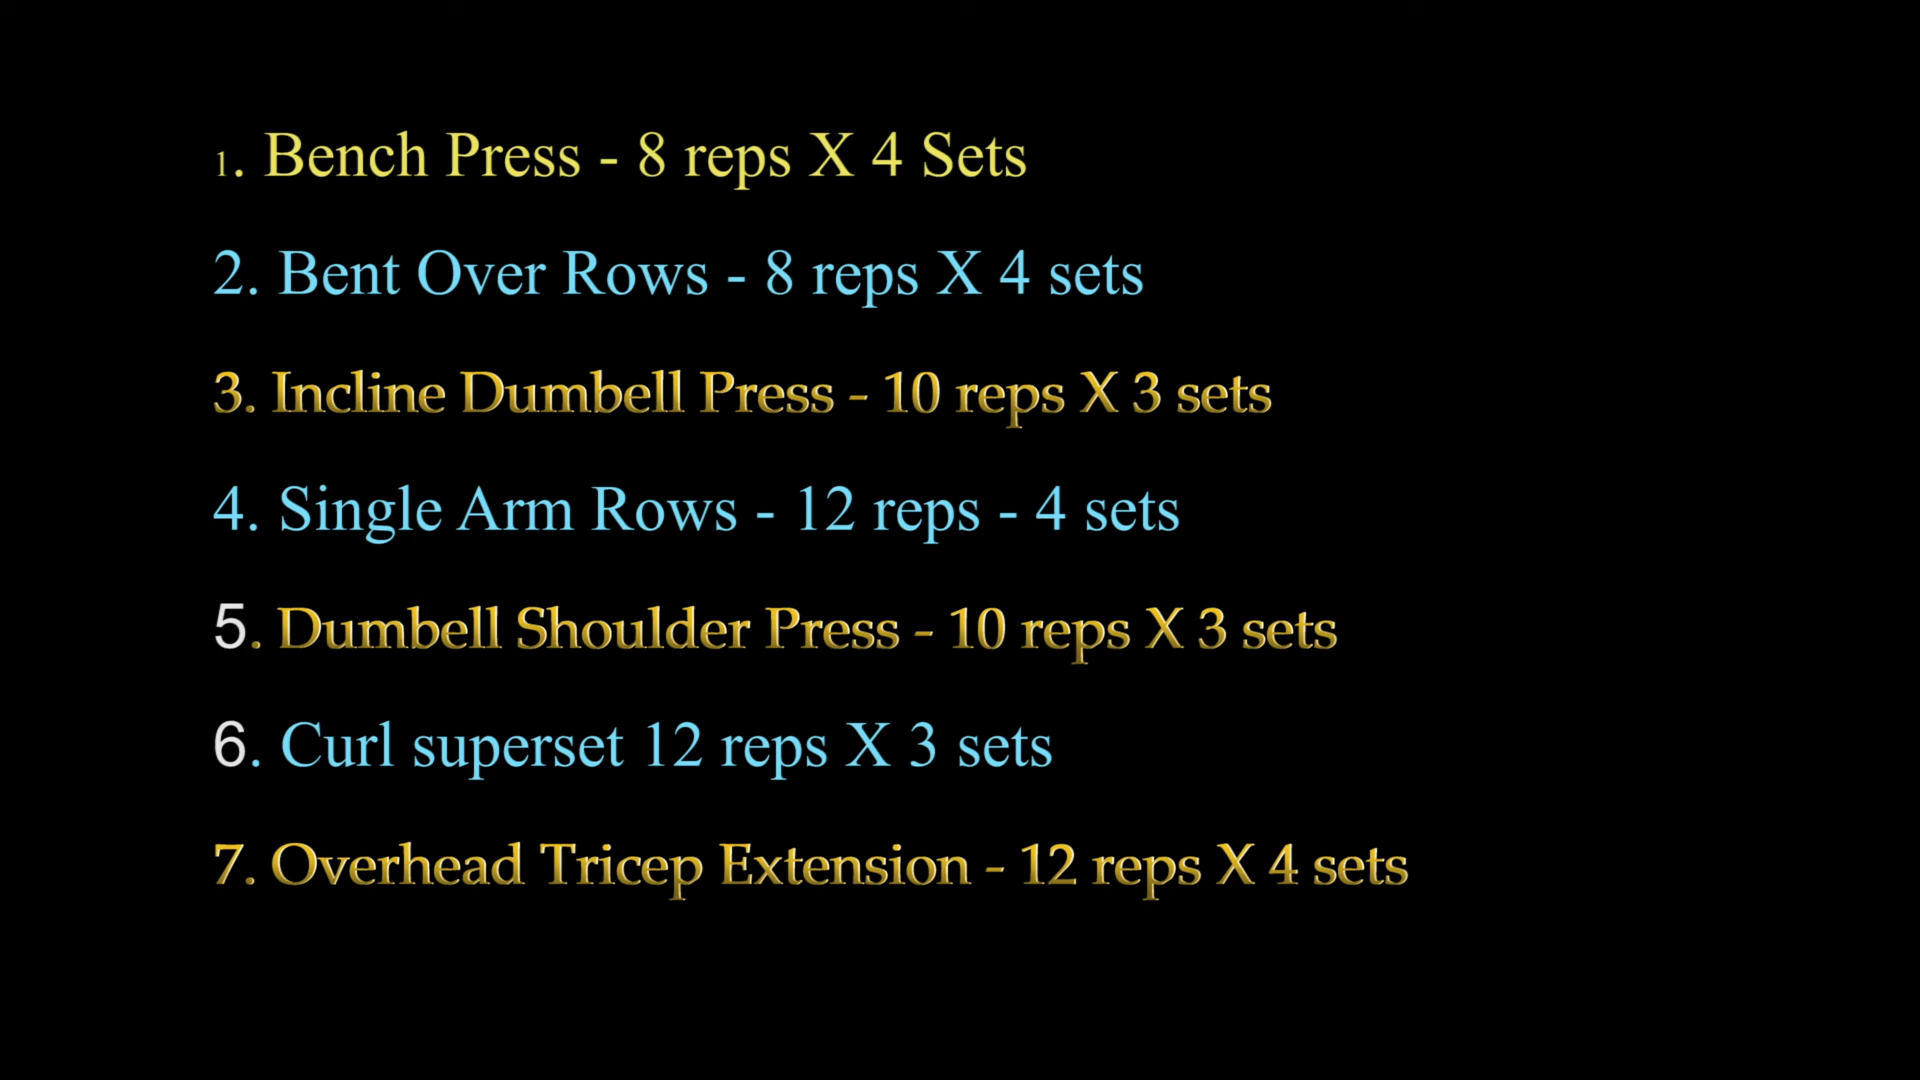 1. Bench Press - 8 reps X 4 Sets
2. Bent Over Rows - 8 reps X 4 sets
3. Incline Dumbell Press - 10 reps X 3 sets
4. Single Arm Rows - 12 reps - 4 sets
5. Dumbell Shoulder Press - 10 reps X 3 sets
6. Curl superset 12 reps X 3 sets
7. Overhead Tricep Extension - 12 reps X 4 sets